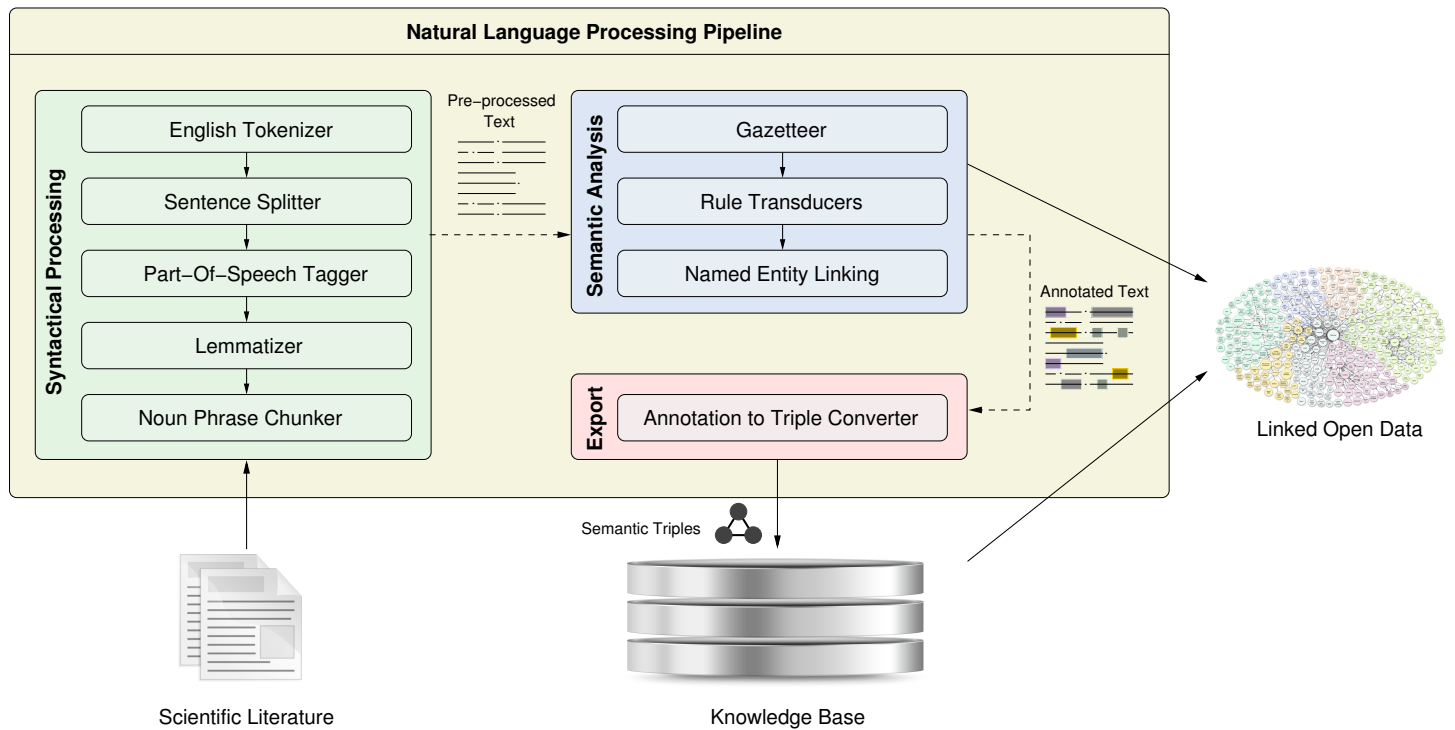 Natural Language Processing Pipeline
Syntactical Processing
English Tokenizer
Sentence Splitter
Part−Of−Speech Tagger
Lemmatizer
Noun Phrase Chunker
Pre−processed
Text
Semantic Analysis
Gazetteer
Rule Transducers
Named Entity Linking
Annotated Text
Export
Annotation to Triple Converter
Linked Open Data
Semantic Triples
Scientific Literature
Knowledge Base